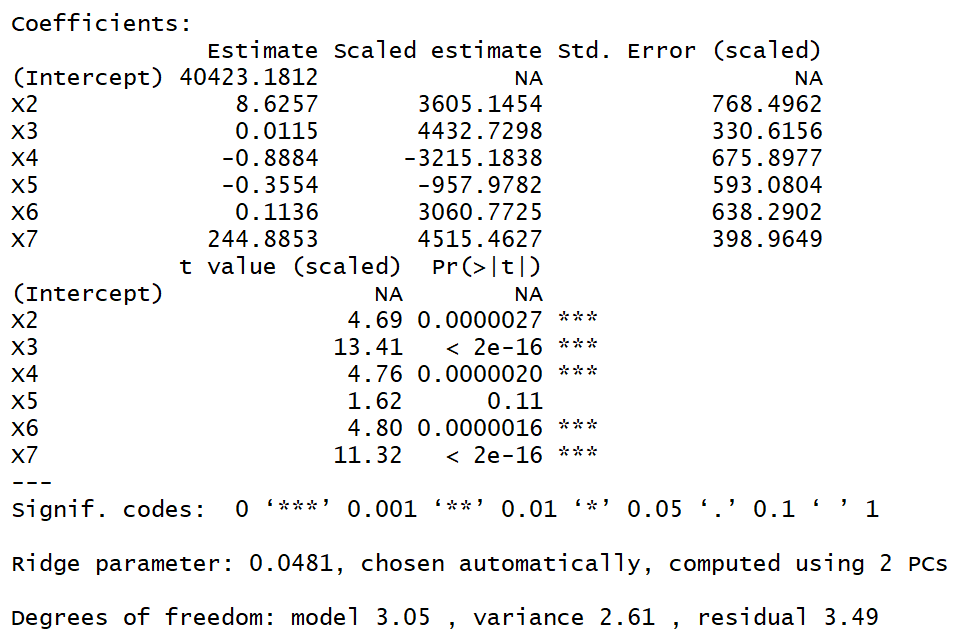 Coefficients:
            Estimate Scaled estimate Std. Error (scaled)
(Intercept) 40423.1812              NA                  NA
X2              8.6257       3605.1454            768.4962
X3              0.0115       4432.7298            330.6156
X4             -0.8884      -3215.1838            675.8977
X5             -0.3554       -957.9782            593.0804
X6              0.1136       3060.7725            638.2902
X7            244.8853       4515.4627            398.9649
            t value (scaled)  Pr(>|t|)
(Intercept)               NA        NA
X2                      4.69 0.0000027 ***
X3                     13.41   < 2e-16 ***
X4                      4.76 0.0000020 ***
X5                      1.62      0.11
X6                      4.80 0.0000016 ***
X7                     11.32   < 2e-16 ***
---
Signif. codes:  0 ‘***’ 0.001 ‘**’ 0.01 ‘*’ 0.05 ‘.’ 0.1 ‘ ’ 1
Ridge parameter: 0.0481, chosen automatically, computed using 2 PCs
Degrees of freedom: model 3.05 , variance 2.61 , residual 3.49